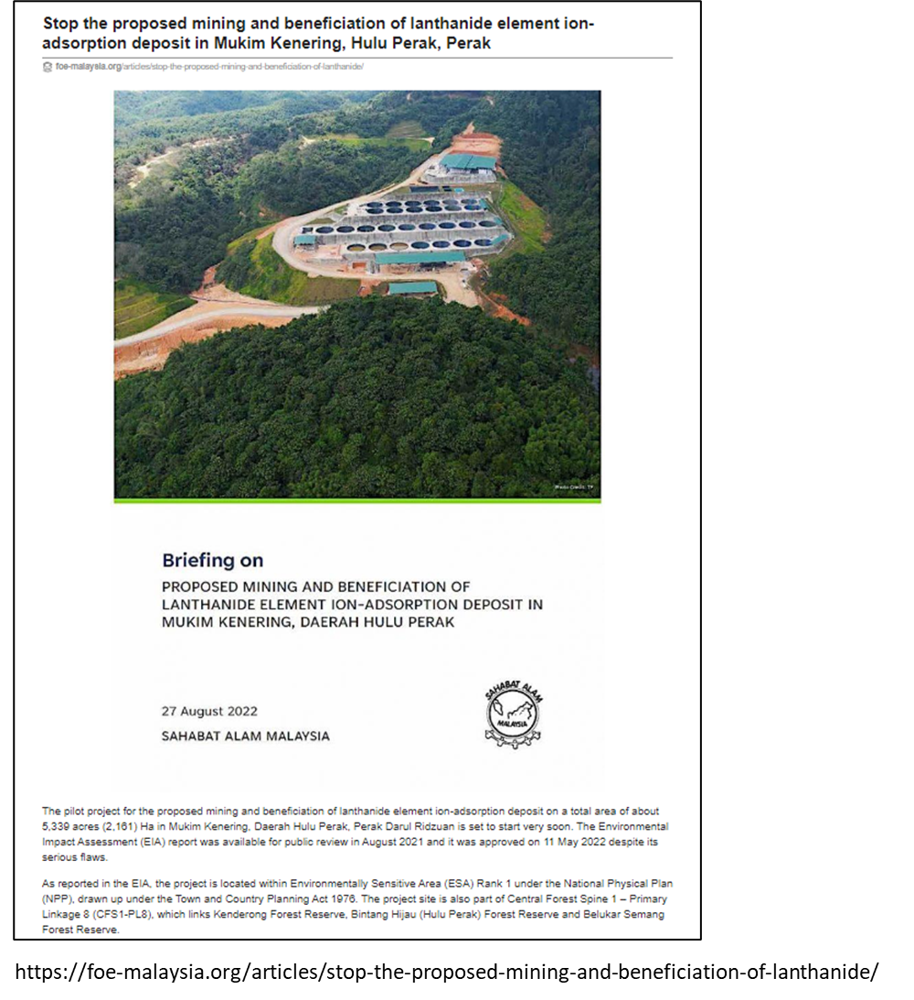 Stop the proposed mining and beneficiation of lanthanide element ion-
adsorption deposit in Mukim Kenering, Hulu Perak, Perak
foe-malaysia.org/articles/stop-the-proposed-mining-and-beneficiation-of-lanthanide/
Photo Credit: TP
Briefing on
PROPOSED MINING AND BENEFICIATION OF
LANTHANIDE ELEMENT ION-ADSORPTION DEPOSIT IN
MUKIM KENERING, DAERAH HULU PERAK
SAHABAT ALAM
MALAYSIA
27 August 2022
SAHABAT ALAM MALAYSIA
The pilot project for the proposed mining and beneficiation of lanthanide element ion-adsorption deposit on a total area of about
5,339 acres (2,161) Ha in Mukim Kenering, Daerah Hulu Perak, Perak Darul Ridzuan is set to start very soon. The Environmental
Impact Assessment (EIA) report was available for public review in August 2021 and it was approved on 11 May 2022 despite its
serious flaws.
As reported in the EIA, the project is located within Environmentally Sensitive Area (ESA) Rank 1 under the National Physical Plan
(NPP), drawn up under the Town and Country Planning Act 1976. The project site is also part of Central Forest Spine 1 – Primary
Linkage 8 (CFS1-PL8), which links Kenderong Forest Reserve, Bintang Hijau (Hulu Perak) Forest Reserve and Belukar Semang
Forest Reserve.
https://foe-malaysia.org/articles/stop-the-proposed-mining-and-beneficiation-of-lanthanide/